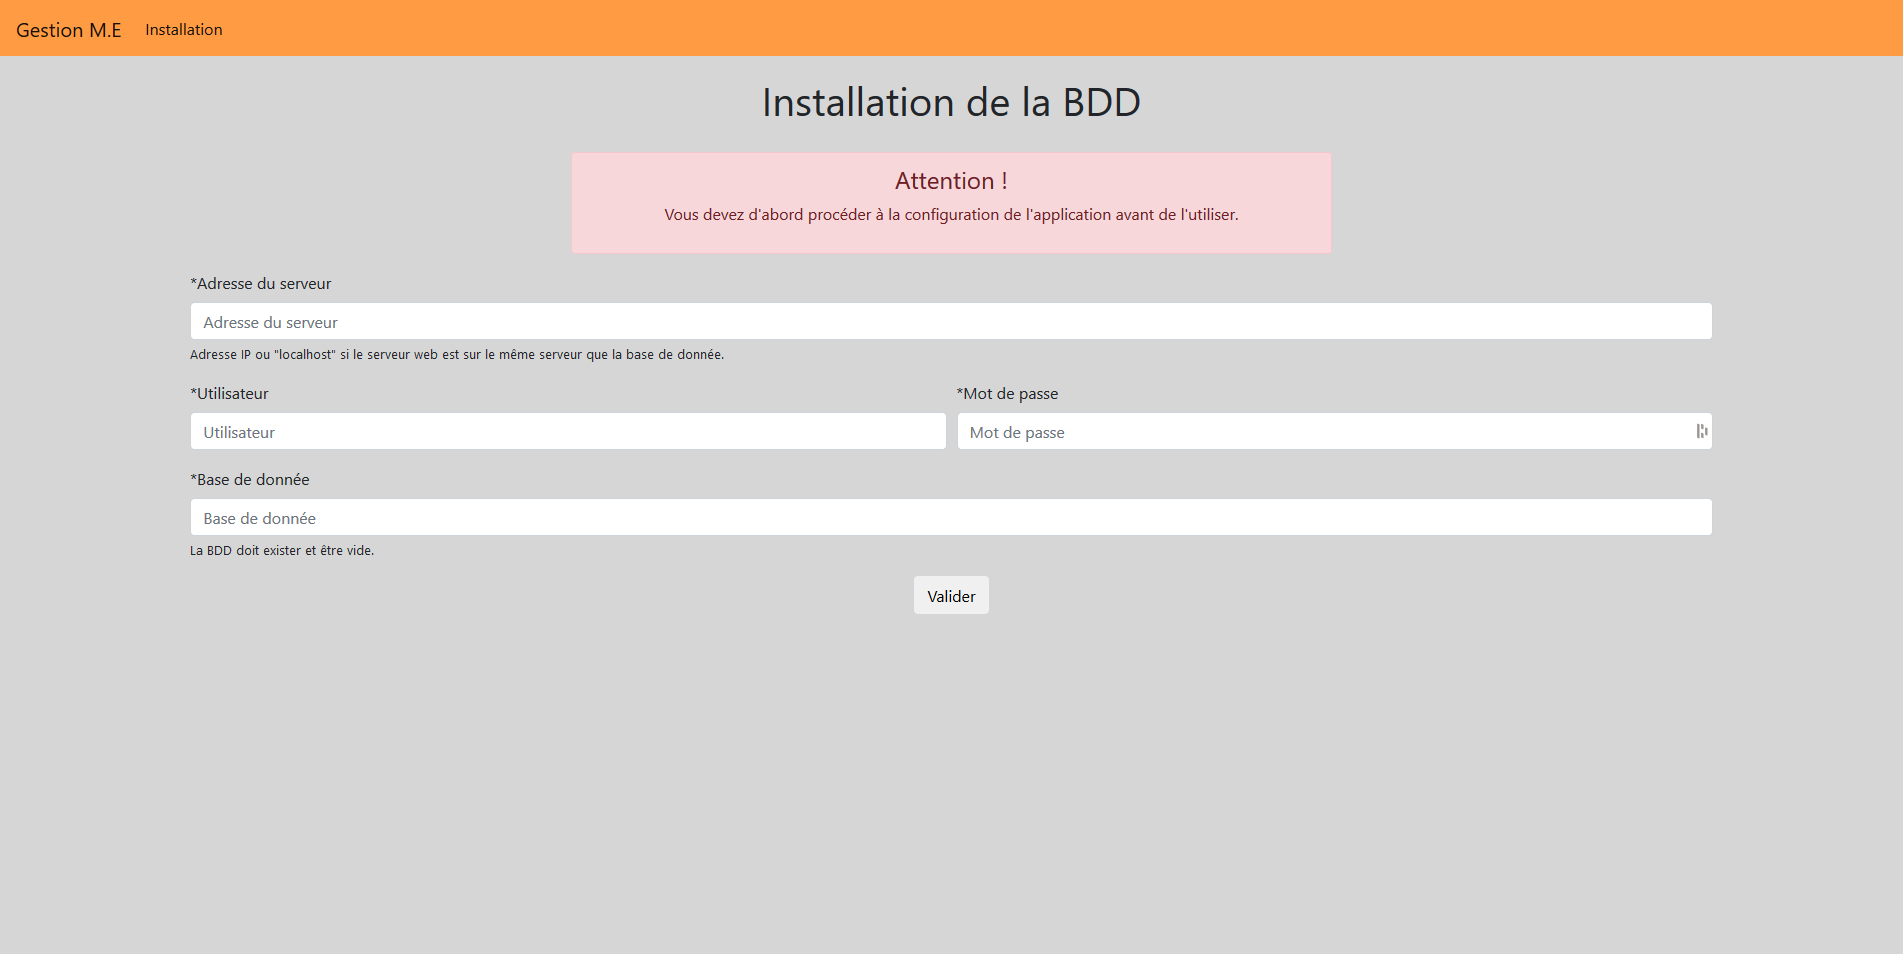 Gestion M.E Installation
Installation de la BDD
Attention !
Vous devez d'abord procéder à la configuration de l'application avant de l'utiliser.
*Adresse du serveur
Adresse du serveur
Adresse IP ou "localhost" si le serveur web est sur le même serveur que la base de donnée.
*Utilisateur *Mot de passe
Utilisateur Mot de passe
*Base de donnée
Base de donnée
La BDD doit exister et être vide.
Valider